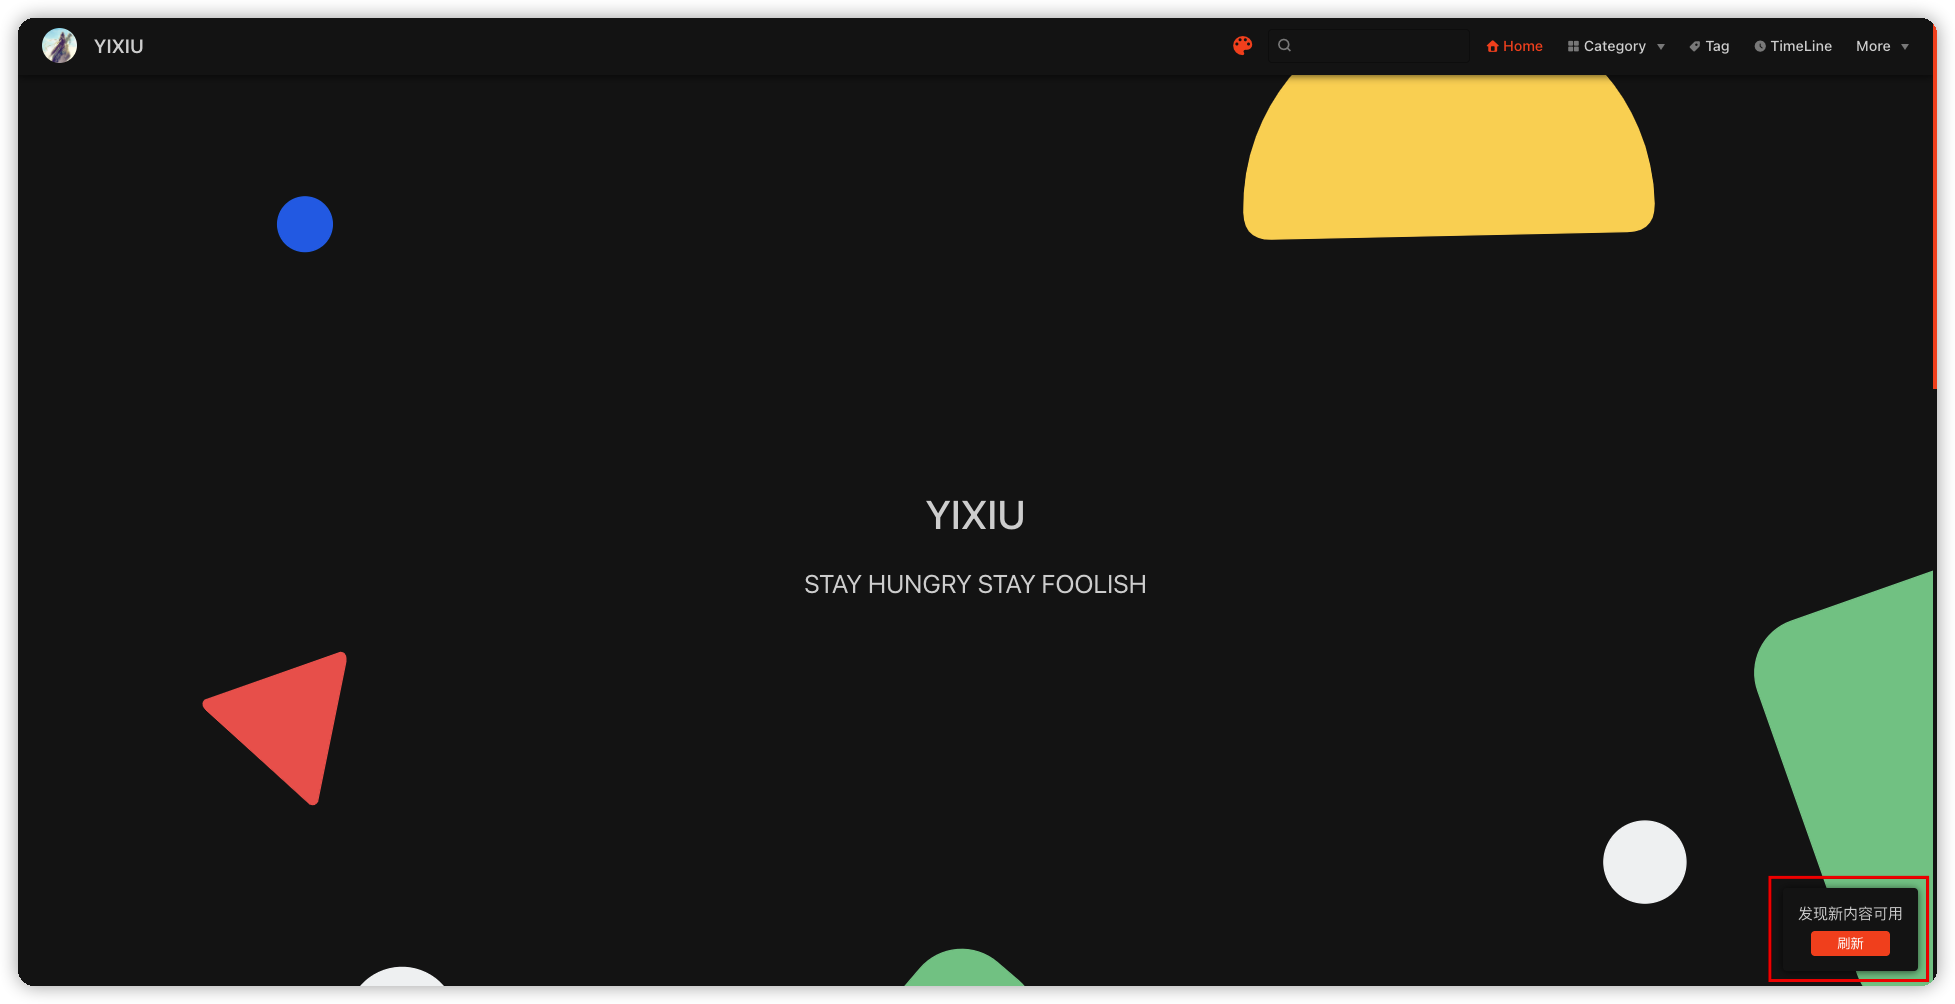 YIXIU
Home Category Tag TimeLine More
YIXIU
STAY HUNGRY STAY FOOLISH
发现新内容可用
刷新